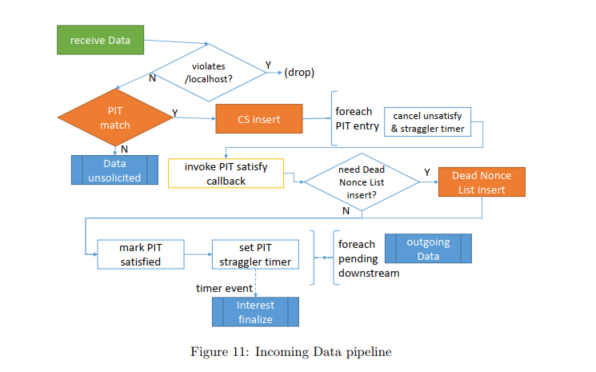 receive Data
violates
/localhost?
Y
(drop)
N
PIT
match
Y
CS insert
foreach
PIT entry
cancel unsatisfy
& straggler timer
N
Data
unsolicited
invoke PIT satisfy
callback
need Dead
Nonce List
insert?
Y
Dead Nonce
List insert
N
mark PIT
satisfied
set PIT
straggler timer
foreach
pending
downstream
outgoing
Data
timer event
Interest
finalize
Figure 11: Incoming Data pipeline